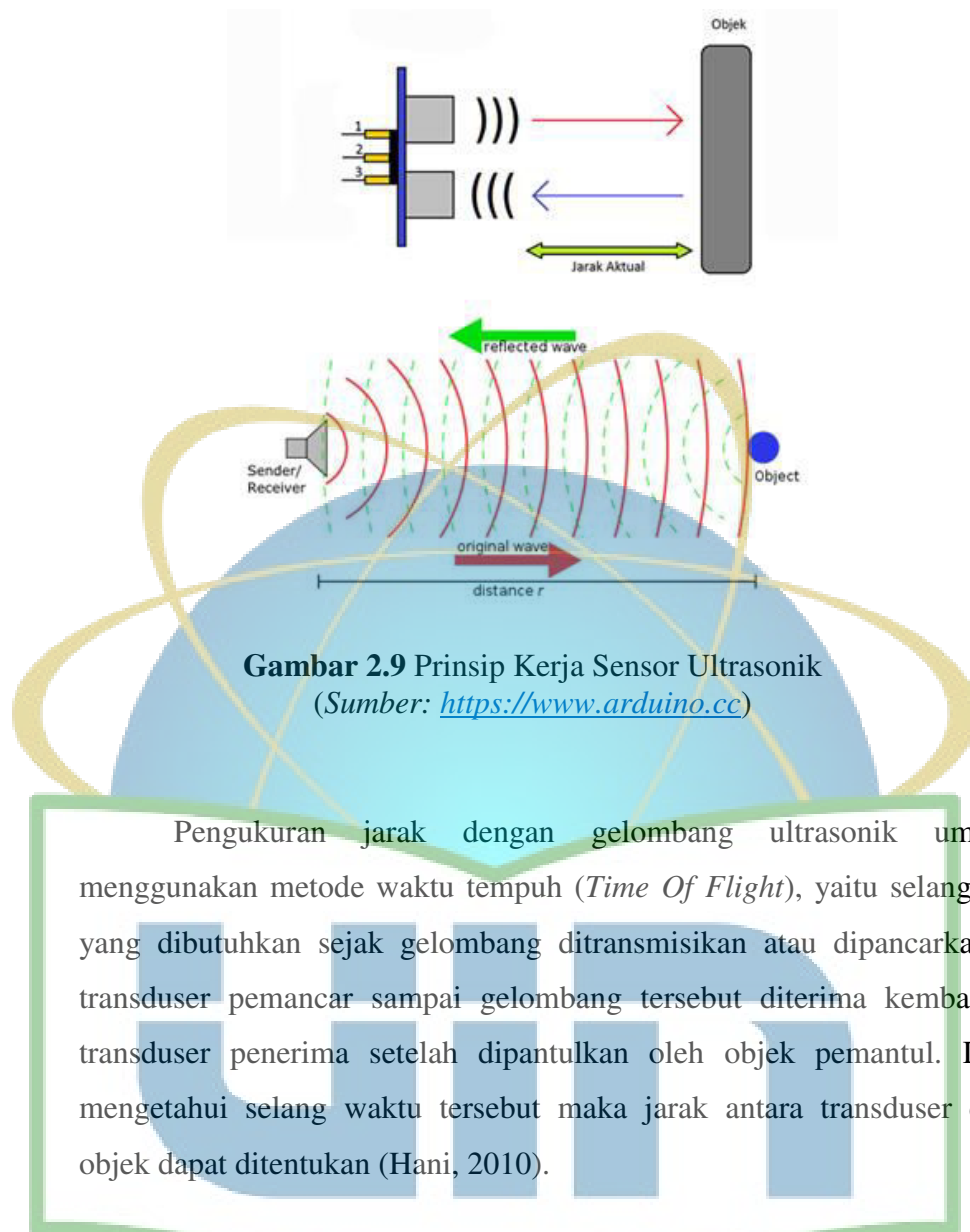 Objek
1
2
3
Jarak Aktual
reflected wave
Sender/
Receiver
Object
original wave
distance r
Gambar 2.9 Prinsip Kerja Sensor Ultrasonik
(Sumber: https://www.arduino.cc)
Pengukuran jarak dengan gelombang ultrasonik um
menggunakan metode waktu tempuh (Time Of Flight), yaitu selang
yang dibutuhkan sejak gelombang ditransmisikan atau dipancarka
transduser pemancar sampai gelombang tersebut diterima kemba
transduser penerima setelah dipantulkan oleh objek pemantul.
mengetahui selang waktu tersebut maka jarak antara transduser
objek dapat ditentukan (Hani, 2010).
uin